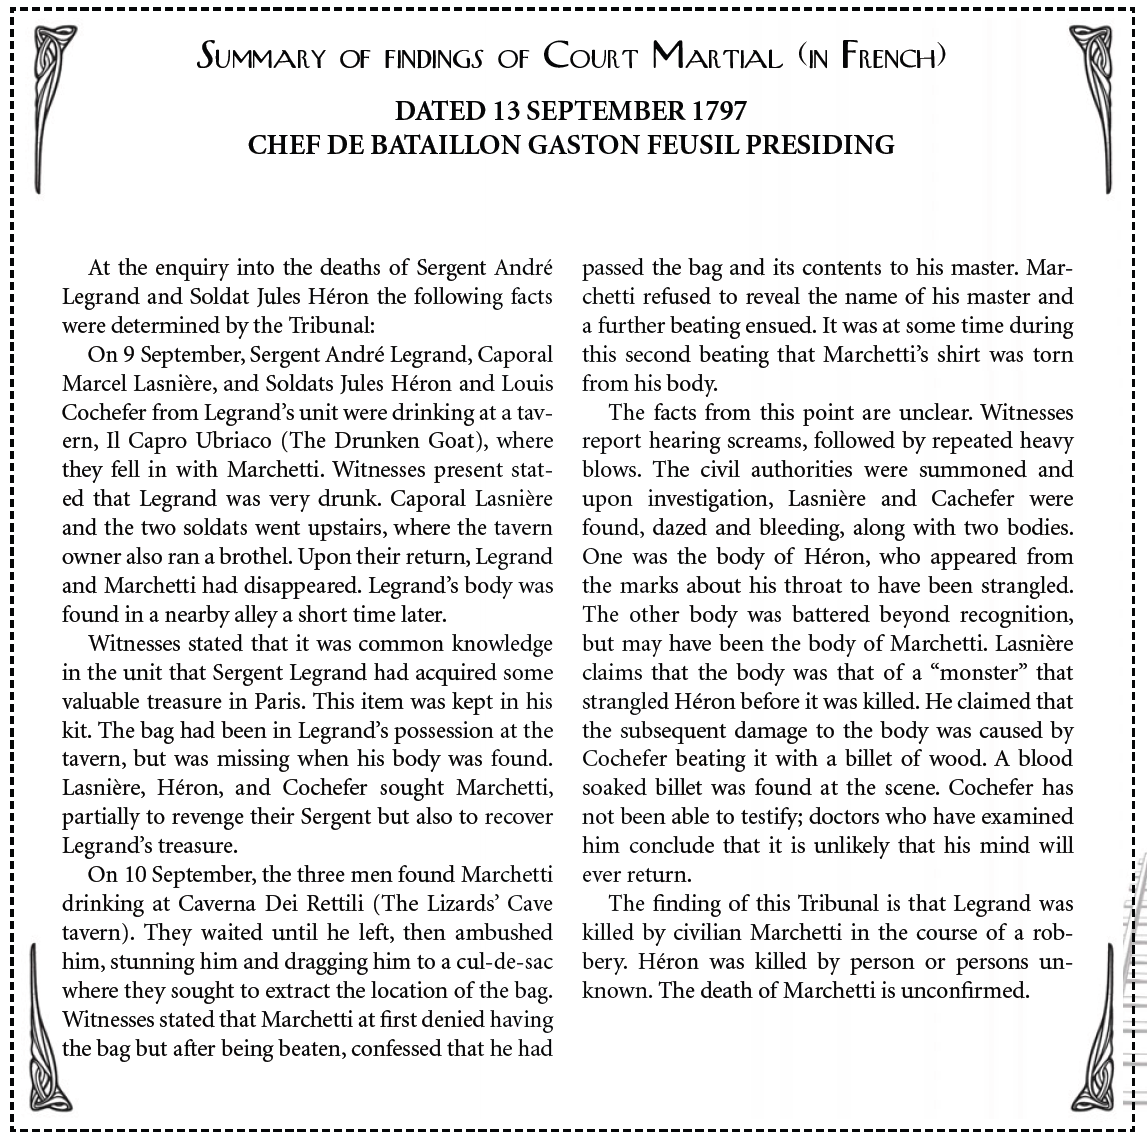 Summary of findings of Court Martial (in French)
DATED 13 SEPTEMBER 1797
CHEF DE BATAILLON GASTON FEUSIL PRESIDING
At the enquiry into the deaths of Sergent André
Legrand and Soldat Jules Héron the following facts
were determined by the Tribunal:
On 9 September, Sergent André Legrand, Caporal
Marcel Lasnière, and Soldats Jules Héron and Louis
Cochefer from Legrand’s unit were drinking at a tav-
ern, Il Capro Ubriaco (The Drunken Goat), where
they fell in with Marchetti. Witnesses present stat-
ed that Legrand was very drunk. Caporal Lasnière
and the two soldats went upstairs, where the tavern
owner also ran a brothel. Upon their return, Legrand
and Marchetti had disappeared. Legrand’s body was
found in a nearby alley a short time later.
Witnesses stated that it was common knowledge
in the unit that Sergent Legrand had acquired some
valuable treasure in Paris. This item was kept in his
kit. The bag had been in Legrand’s possession at the
tavern, but was missing when his body was found.
Lasnière, Héron, and Cochefer sought Marchetti,
partially to revenge their Sergent but also to recover
Legrand’s treasure.
On 10 September, the three men found Marchetti
drinking at Caverna Dei Rettili (The Lizards’ Cave
tavern). They waited until he left, then ambushed
him, stunning him and dragging him to a cul-de-sac
where they sought to extract the location of the bag.
Witnesses stated that Marchetti at first denied having
the bag but after being beaten, confessed that he had
passed the bag and its contents to his master. Mar-
chetti refused to reveal the name of his master and
a further beating ensued. It was at some time during
this second beating that Marchetti’s shirt was torn
from his body.
The facts from this point are unclear. Witnesses
report hearing screams, followed by repeated heavy
blows. The civil authorities were summoned and
upon investigation, Lasnière and Cachefer were
found, dazed and bleeding, along with two bodies.
One was the body of Héron, who appeared from
the marks about his throat to have been strangled.
The other body was battered beyond recognition,
but may have been the body of Marchetti. Lasnière
claims that the body was that of a “monster” that
strangled Héron before it was killed. He claimed that
the subsequent damage to the body was caused by
Cochefer beating it with a billet of wood. A blood
soaked billet was found at the scene. Cochefer has
not been able to testify; doctors who have examined
him conclude that it is unlikely that his mind will
ever return.
The finding of this Tribunal is that Legrand was
killed by civilian Marchetti in the course of a rob-
bery. Héron was killed by person or persons un-
known. The death of Marchetti is unconfirmed.